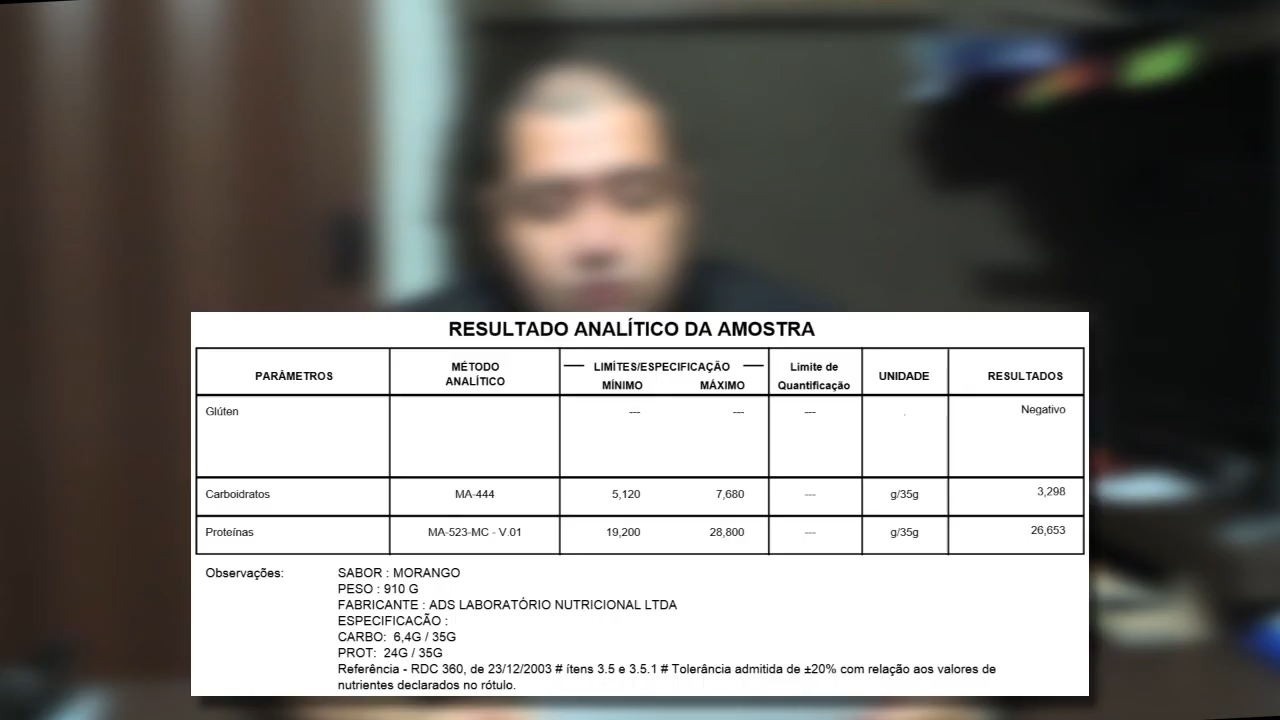 RESULTADO ANALÍTICO DA AMOSTRA
PARÂMETROS MÉTODO ANALÍTICO LIMÍTES/ESPECIFICAÇÃO MÍNIMO MÁXIMO Limite de Quantificação UNIDADE RESULTADOS
Glúten --- --- --- Negativo
Carboidratos MA-444 5,120 7,680 --- g/35g 3,298
Proteínas MA-523-MC - V.01 19,200 28,800 --- g/35g 26,653
Observações: SABOR : MORANGO
PESO : 910 G
FABRICANTE : ADS LABORATÓRIO NUTRICIONAL LTDA
ESPECIFICACÃO :
CARBO: 6,4G / 35G
PROT: 24G / 35G
Referência - RDC 360, de 23/12/2003 # ítens 3.5 e 3.5.1 # Tolerância admitida de ±20% com relação aos valores de
nutrientes declarados no rótulo.